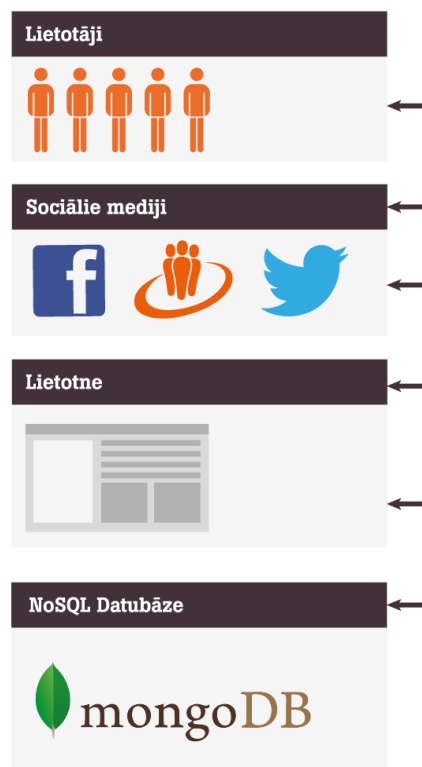 Lietotāji
Sociālie mediji
f
Lietotne
NoSQL Datubāze
mongoDB